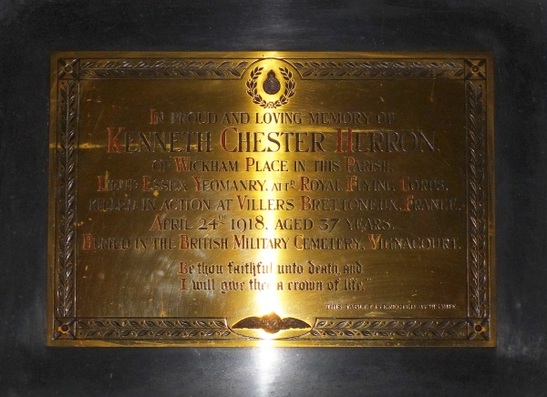 In proud and loving memory of
Kenneth Chester Herron,
of Wickham Place in this Parish,
Lieut. Essex Yeomanry, attd. Royal Flying Corps,
killed in action at Villers Brettoneux, France,
April 24th 1918, aged 37 years.
Buried in the British Military Cemetery, Vignacourt.
"Be thou faithful unto death, and
I will give thee a crown of life."
This tablet